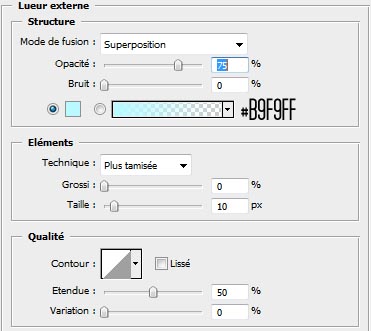 Lueur externe
Structure
Mode de fusion : Superposition
Opacité : 75 %
Bruit : 0 %
#B9F9FF
Eléments
Technique : Plus tamisée
Grossi : 0 %
Taille : 10 px
Qualité
Contour : Lissé
Etendue : 50 %
Variation : 0 %